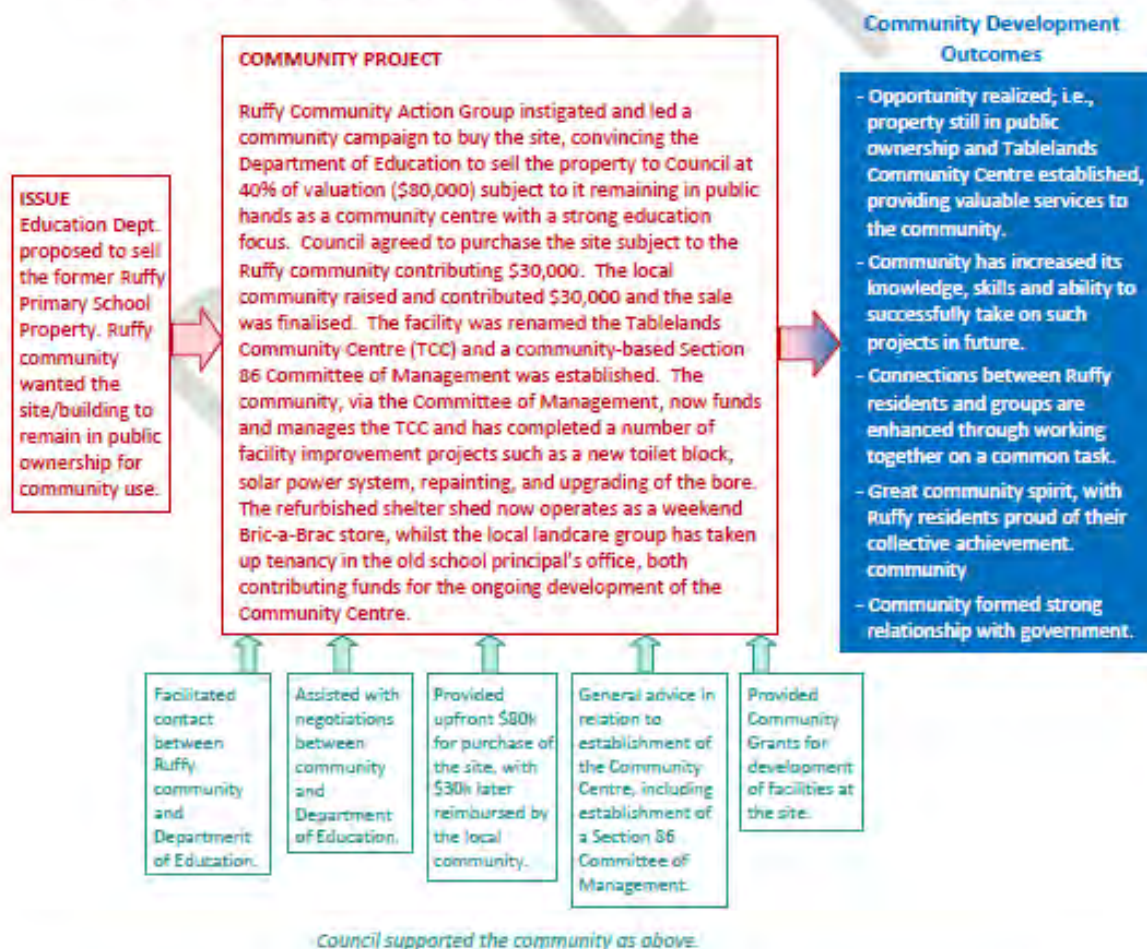 ISSUE
Education Dept.
proposed to sell
the former Ruffy
Primary School
Property. Ruffy
community
wanted the
site/building to
remain in public
ownership for
community use.
COMMUNITY PROJECT
Ruffy Community Action Group instigated and led a
community campaign to buy the site, convincing the
Department of Education to sell the property to Council at
40% of valuation ($80,000) subject to it remaining in public
hands as a community centre with a strong education
focus. Council agreed to purchase the site subject to the
Ruffy community contributing $30,000. The local
community raised and contributed $30,000 and the sale
was finalised. The facility was renamed the Tablelands
Community Centre (TCC) and a community-based Section
86 Committee of Management was established. The
community, via the Committee of Management, now funds
and manages the TCC and has completed a number of
facility improvement projects such as a new toilet block,
solar power system, repainting, and upgrading of the bore.
The refurbished shelter shed now operates as a weekend
Bric-a-Brac store, whilst the local landcare group has taken
up tenancy in the old school principal's office, both
contributing funds for the ongoing development of the
Community Centre.
Community Development
Outcomes
- Opportunity realized; i.e.,
property still in public
ownership and Tablelands
Community Centre established,
providing valuable services to
the community.
- Community has increased its
knowledge, skills and ability to
successfully take on such
projects in future.
- Connections between Ruffy
residents and groups are
enhanced through working
together on a common task.
- Great community spirit, with
Ruffy residents proud of their
collective achievement.
community
- Community formed strong
relationship with government.
Facilitated
contact
between
Ruffy
community
and
Department
of Education.
Assisted with
negotiations
between
community
and
Department
of Education.
Provided
upfront $80k
for purchase of
the site, with
$30k later
reimbursed by
the local
community.
General advice in
relation to
establishment of
the Community
Centre, including
establishment of
a Section 86
Committee of
Management.
Provided
Community
Grants for
development
of facilities at
the site.
Council supported the community as above.